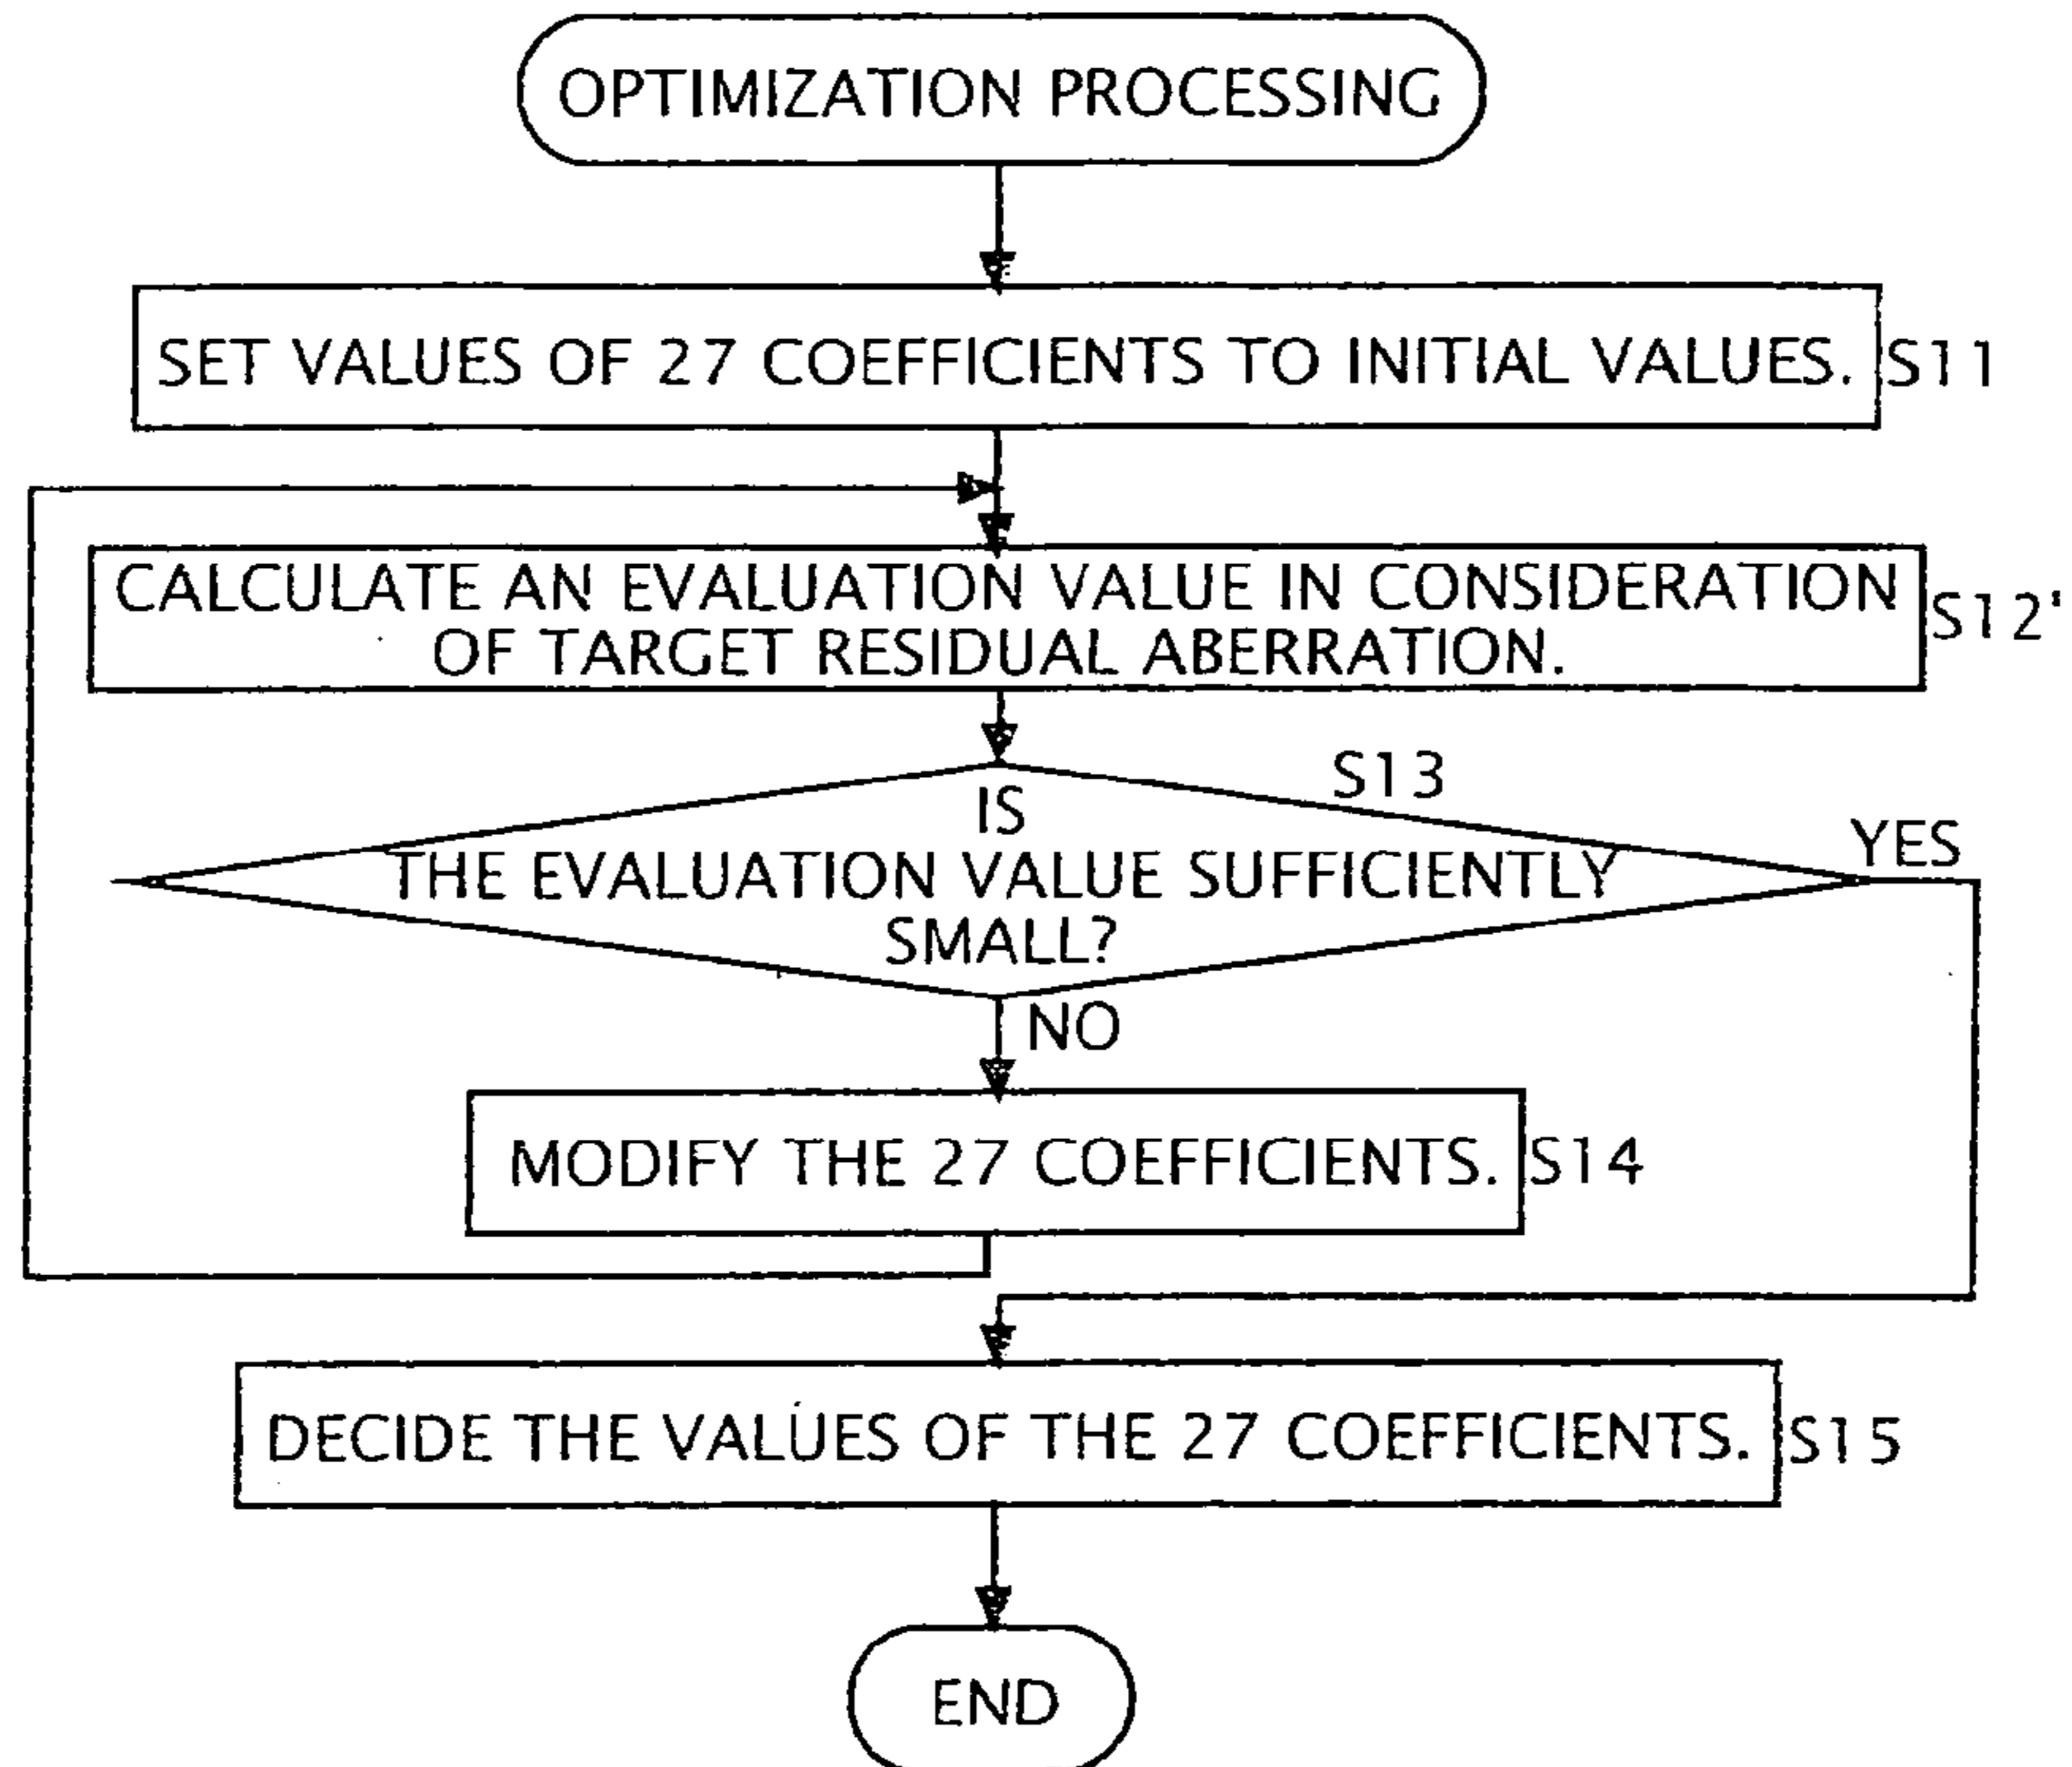 OPTIMIZATION PROCESSING
SET VALUES OF 27 COEFFICIENTS TO INITIAL VALUES.
S11
CALCULATE AN EVALUATION VALUE IN CONSIDERATION
OF TARGET RESIDUAL ABERRATION.
S12'
S13
IS
THE EVALUATION VALUE SUFFICIENTLY
SMALL?
YES
NO
MODIFY THE 27 COEFFICIENTS.
S14
DECIDE THE VALUES OF THE 27 COEFFICIENTS.
S15
END